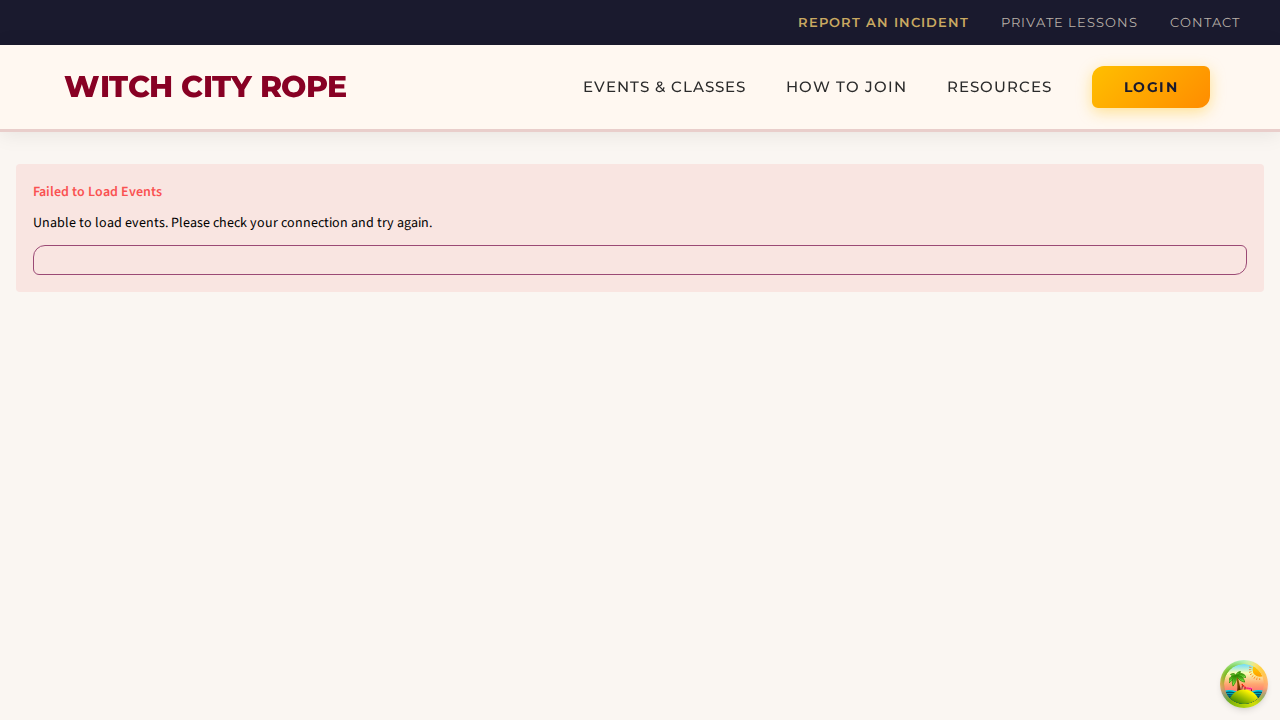 REPORT AN INCIDENT PRIVATE LESSONS CONTACT
WITCH CITY ROPE EVENTS & CLASSES HOW TO JOIN RESOURCES LOGIN
Failed to Load Events
Unable to load events. Please check your connection and try again.